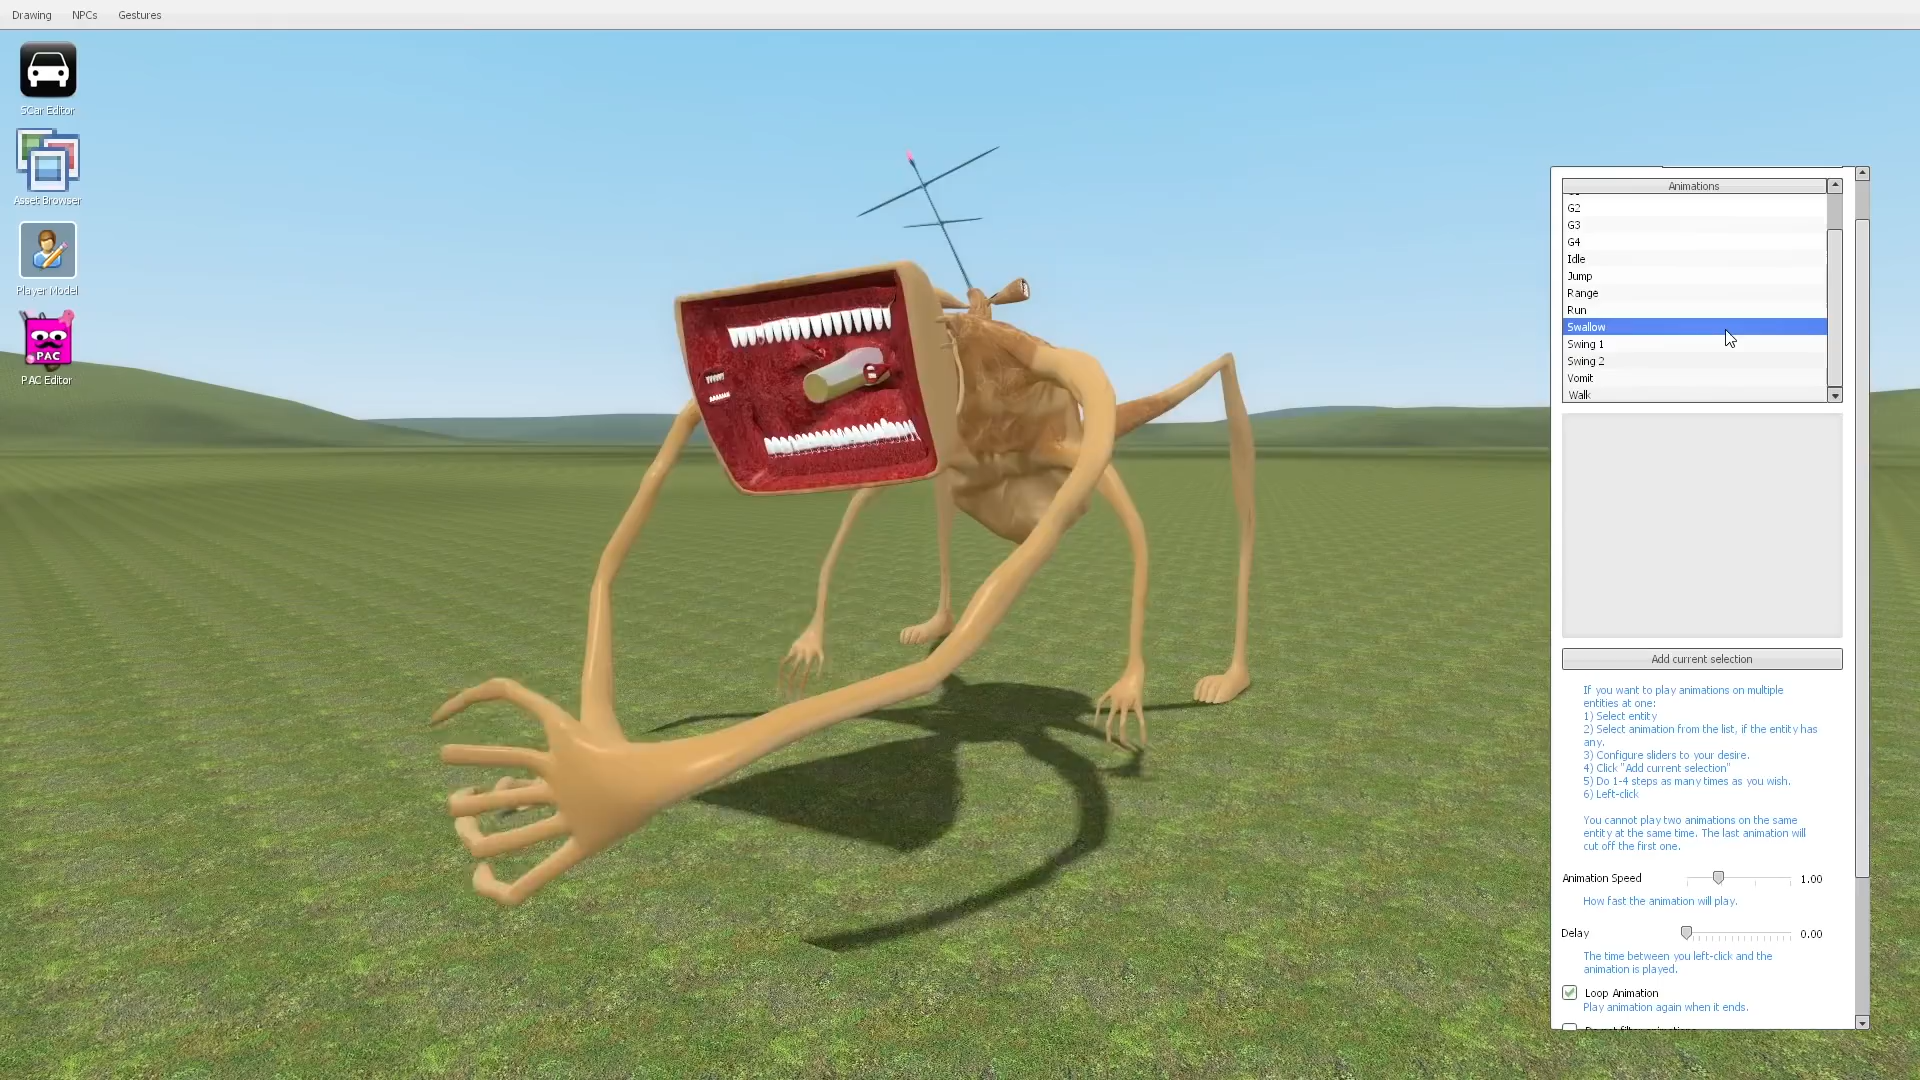 Drawing NPCs Gestures
SCar Editor
Asset Browser
Player Model
PAC
PAC Editor
Animations
G2
G3
G4
Idle
Jump
Range
Run
Swallow
Swing 1
Swing 2
Vomit
Walk
Add current selection
If you want to play animations on multiple
entities at one:
1) Select entity
2) Select animation from the list, if the entity has
any.
3) Configure sliders to your desire.
4) Click "Add current selection"
5) Do 1-4 steps as many times as you wish.
6) Left-click
You cannot play two animations on the same
entity at the same time. The last animation will
cut off the first one.
Animation Speed 1.00
How fast the animation will play.
Delay 0.00
The time between you left-click and the
animation is played.
Loop Animation
Play animation again when it ends.